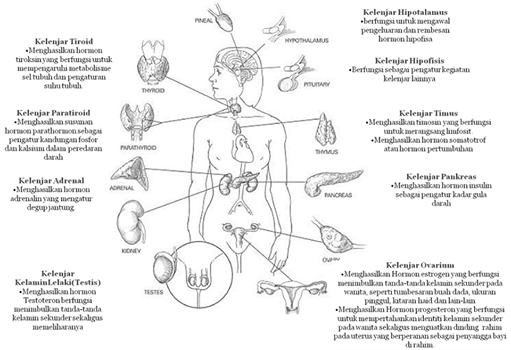 PINEAL
HYPOTHALAMUS
PITUITARY
Kelenjar Hipotalamus
•berfungsi untuk mengawal
pengeluaran dan rembesan
hormon hipofisa
Kelenjar Tiroid
•Menghasilkan hormon
tiroksin yang berfungsi untuk
mempengaruhi metabolisme
sel tubuh dan pengaturan
suhu tubuh.
THYROID
Kelenjar Hipofisis
•Berfungsi sebagai pengatur kegiatan
kelenjar lainnya
Kelenjar Paratiroid
•Menghasilkan susunan
hormon parathormon sebagai
pengatur kandungan fosfor
dan kalsium dalam peredaran
darah
PARATHYROID
Kelenjar Timus
•Menghasilkan timosin yang berfungsi
untuk merangsang limfosit
•Menghasilkan hormon somatotrof
atau hormon pertumbuhan
THYMUS
Kelenjar Adrenal
•Menghasilkan hormon
adrenalin yang mengatur
degup jantung
ADRENAL
KIDNEY
Kelenjar Pankreas
•Menghasilkan hormon insulin
sebagai pengatur kadar gula
darah
PANCREAS
Kelenjar
KelaminLelaki(Testis)
•Menghasilkan hormon
Testoteron berfungsi
menimbulkan tanda-tanda
kelamin sekunder sekaligus
memeliharanya
TESTES
Kelenjar Ovarium
•Menghasilkan Hormon estrogen yang berfungsi
menimbulkan tanda-tanda kelamin sekunder pada
wanita, seperti tumbesaran buah dada, ukuran
pinggul, kitaran haid dan lain-lain
•Menghasilkan Hormon progesteron yang berfungsi
untuk mempertahankan identiti kelamin sekunder
pada wanita sekaligus menguatkan dinding rahim
pada uterus yang berperanan sebagai penyangga bayi
di rahim